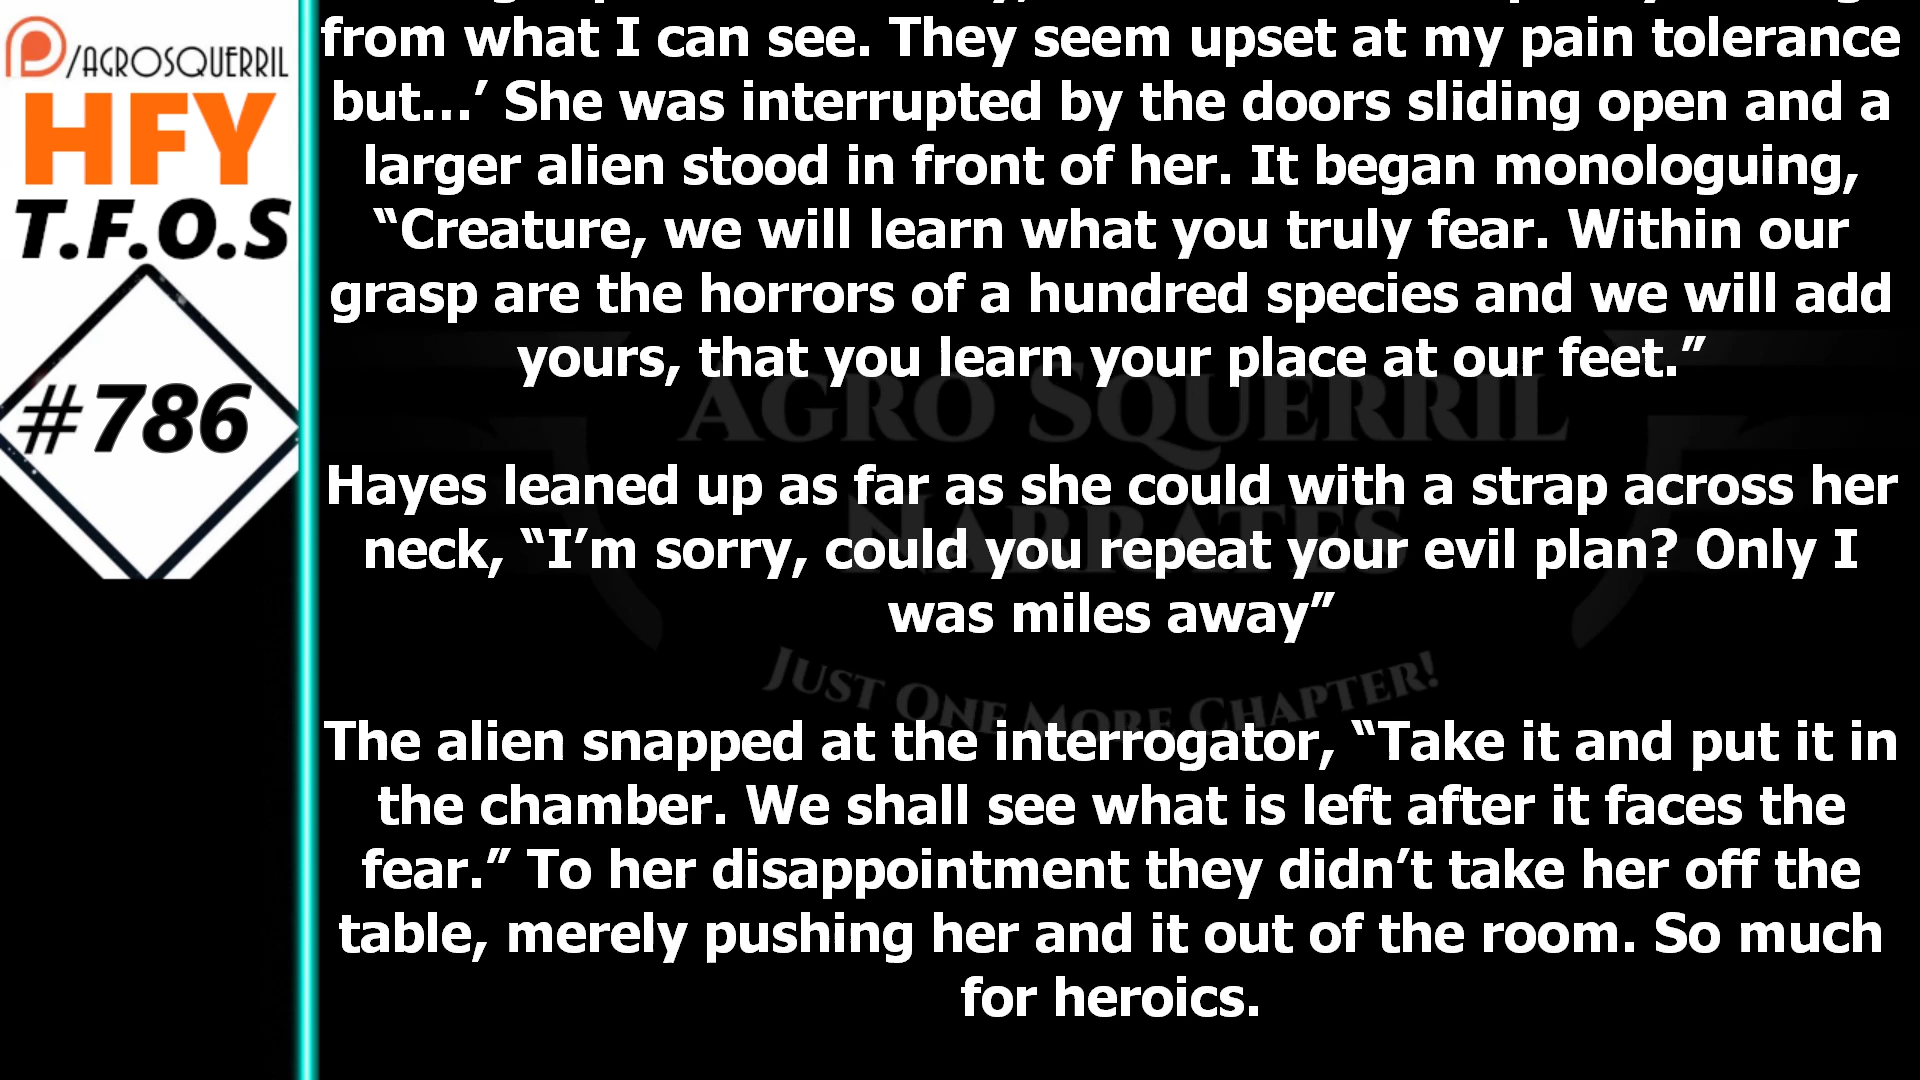 /AGROSQUERRIL
HFY
T.F.O.S
#786
from what I can see. They seem upset at my pain tolerance
but...’ She was interrupted by the doors sliding open and a
larger alien stood in front of her. It began monologuing,
“Creature, we will learn what you truly fear. Within our
grasp are the horrors of a hundred species and we will add
yours, that you learn your place at our feet.”
Hayes leaned up as far as she could with a strap across her
neck, “I’m sorry, could you repeat your evil plan? Only I
was miles away”
The alien snapped at the interrogator, “Take it and put it in
the chamber. We shall see what is left after it faces the
fear.” To her disappointment they didn’t take her off the
table, merely pushing her and it out of the room. So much
for heroics.
AGRO SQUERRIL
NARRATES
JUST ONE MORE CHAPTER!